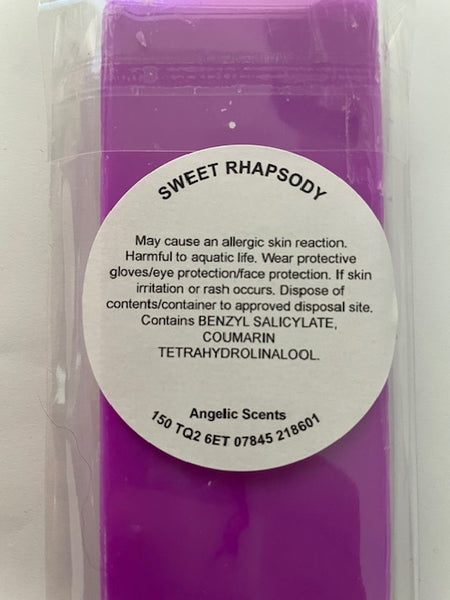 SWEET RHAPSODY
May cause an allergic skin reaction.
Harmful to aquatic life. Wear protective
gloves/eye protection/face protection. If skin
irritation or rash occurs. Dispose of
contents/container to approved disposal site.
Contains BENZYL SALICYLATE,
COUMARIN
TETRAHYDROLINALOOL.
Angelic Scents
150 TQ2 6ET 07845 218601